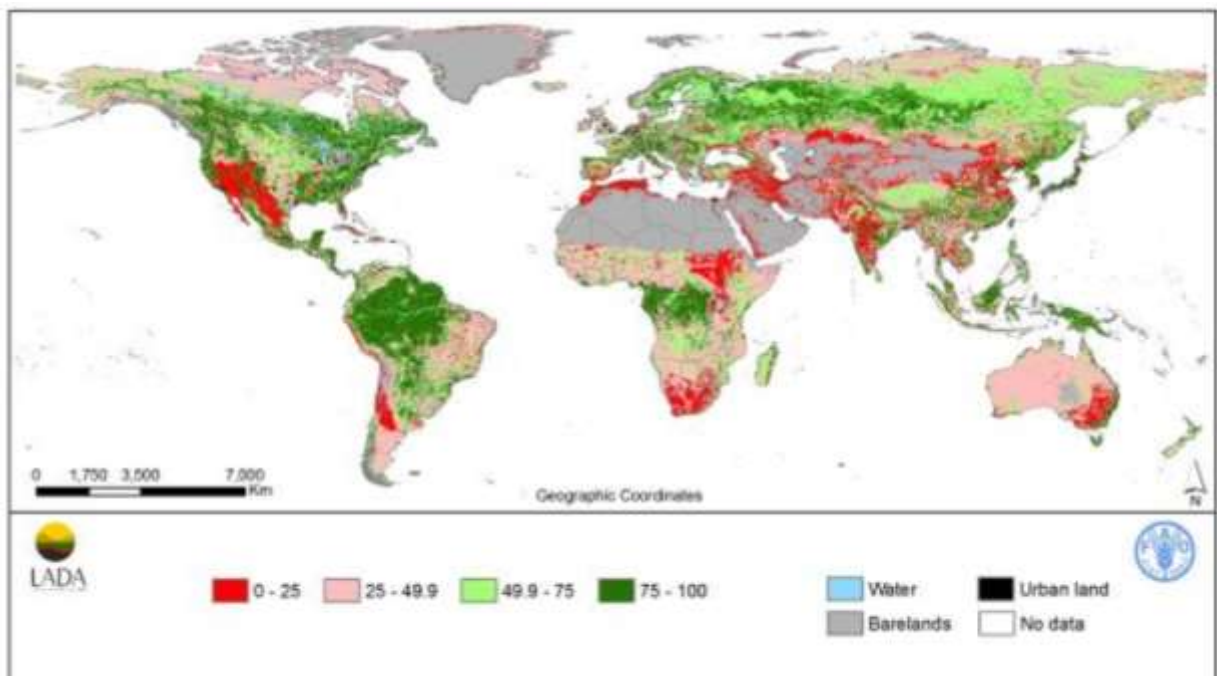 0 1,750 3,500 7,000
Km
Geographic Coordinates
N
LADA
0 - 25
25 - 49.9
49.9 - 75
75 - 100
Water
Urban land
Barelands
No data